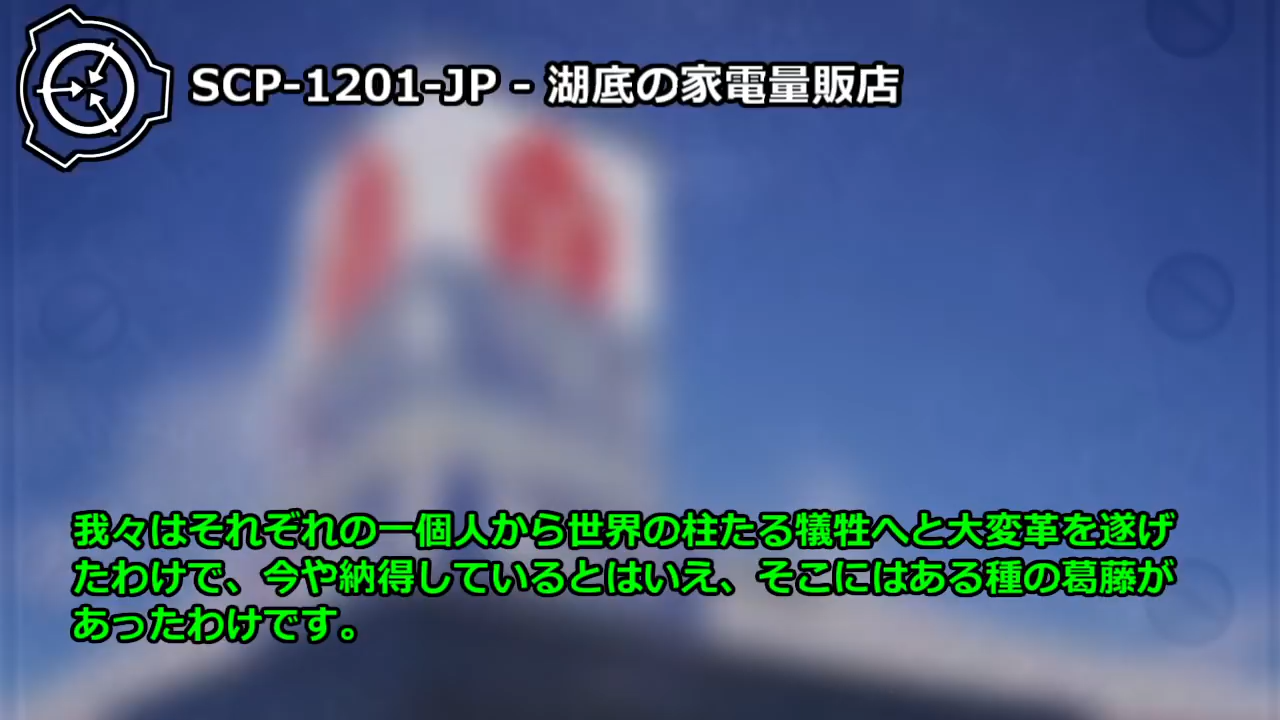 SCP-1201-JP - 湖底の家電量販店
我々はそれぞれの一個人から世界の柱たる犠牲へと大変革を遂げ
たわけで、今や納得しているとはいえ、そこにはある種の葛藤が
あったわけです。